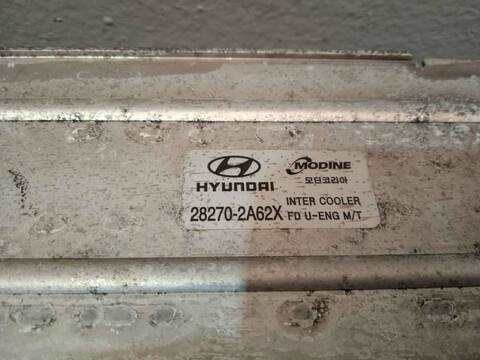 HYUNDAI
MODINE
모딘코리아
28270-2A62X
INTER COOLER
FD U-ENG M/T